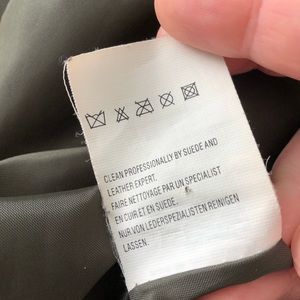 CLEAN PROFESSIONALLY BY SUEDE AND
LEATHER EXPERT.
FAIRE NETTOYAGE PAR UN SPECIALIST
EN CUIR ET EN SUEDE.
NUR VON LEDERSPEZIALISTEN REINIGEN
LASSEN.